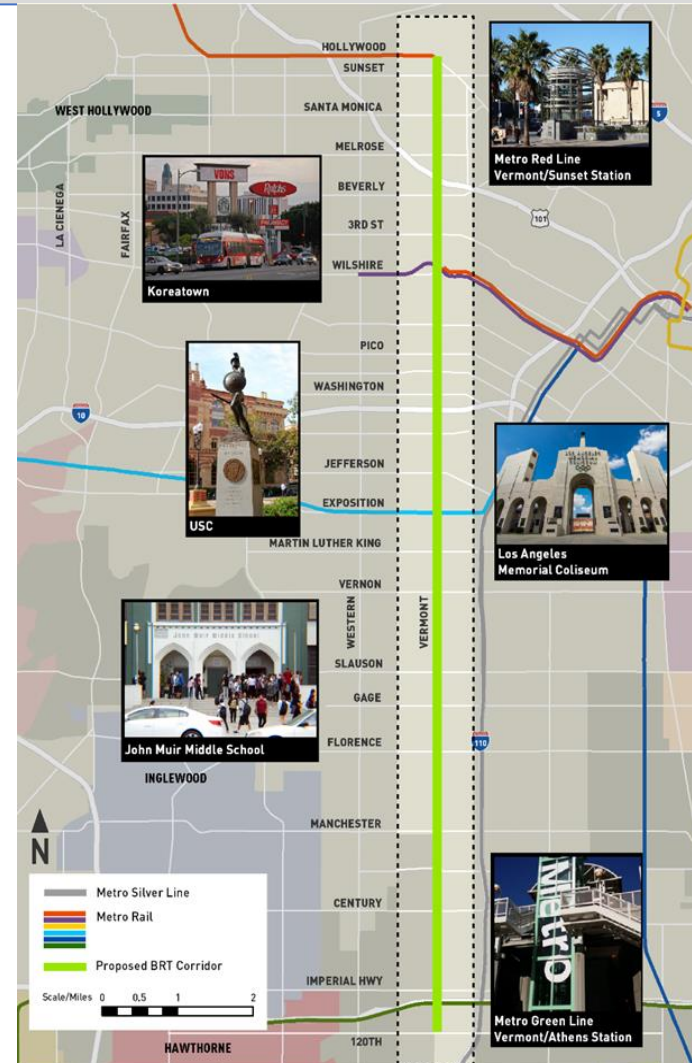 HOLLYWOOD
SUNSET
SANTA MONICA
WEST HOLLYWOOD
MELROSE
BEVERLY
3RD ST
WILSHIRE
LA CIENEGA
FAIRFAX
5
101
VONS
Ralphs
Koreatown
Metro Red Line
Vermont/Sunset Station
PICO
WASHINGTON
10
JEFFERSON
EXPOSITION
USC
MARTIN LUTHER KING
VERNON
LOS ANGELES
MEMORIAL COLISEUM
Los Angeles
Memorial Coliseum
WESTERN
VERMONT
SLAUSON
GAGE
FLORENCE
110
John Muir Middle School
John Muir Middle School
INGLEWOOD
MANCHESTER
N
CENTURY
IMPERIAL HWY
120TH
HAWTHORNE
Metro Silver Line
Metro Rail
Proposed BRT Corridor
Scale/Miles 0 0.5 1 2
Metro
Metro Green Line
Vermont/Athens Station